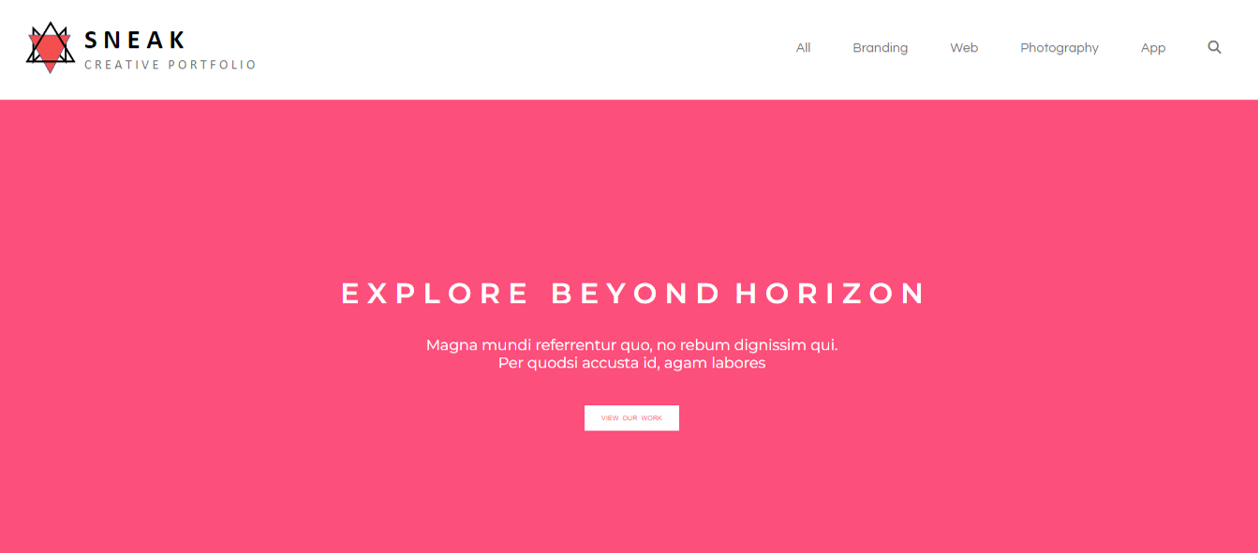 SNEAK
CREATIVE PORTFOLIO
All Branding Web Photography App
EXPLORE BEYOND HORIZON
Magna mundi referrentur quo, no rebum dignissim qui.
Per quodsi accusta id, agam labores
VIEW OUR WORK